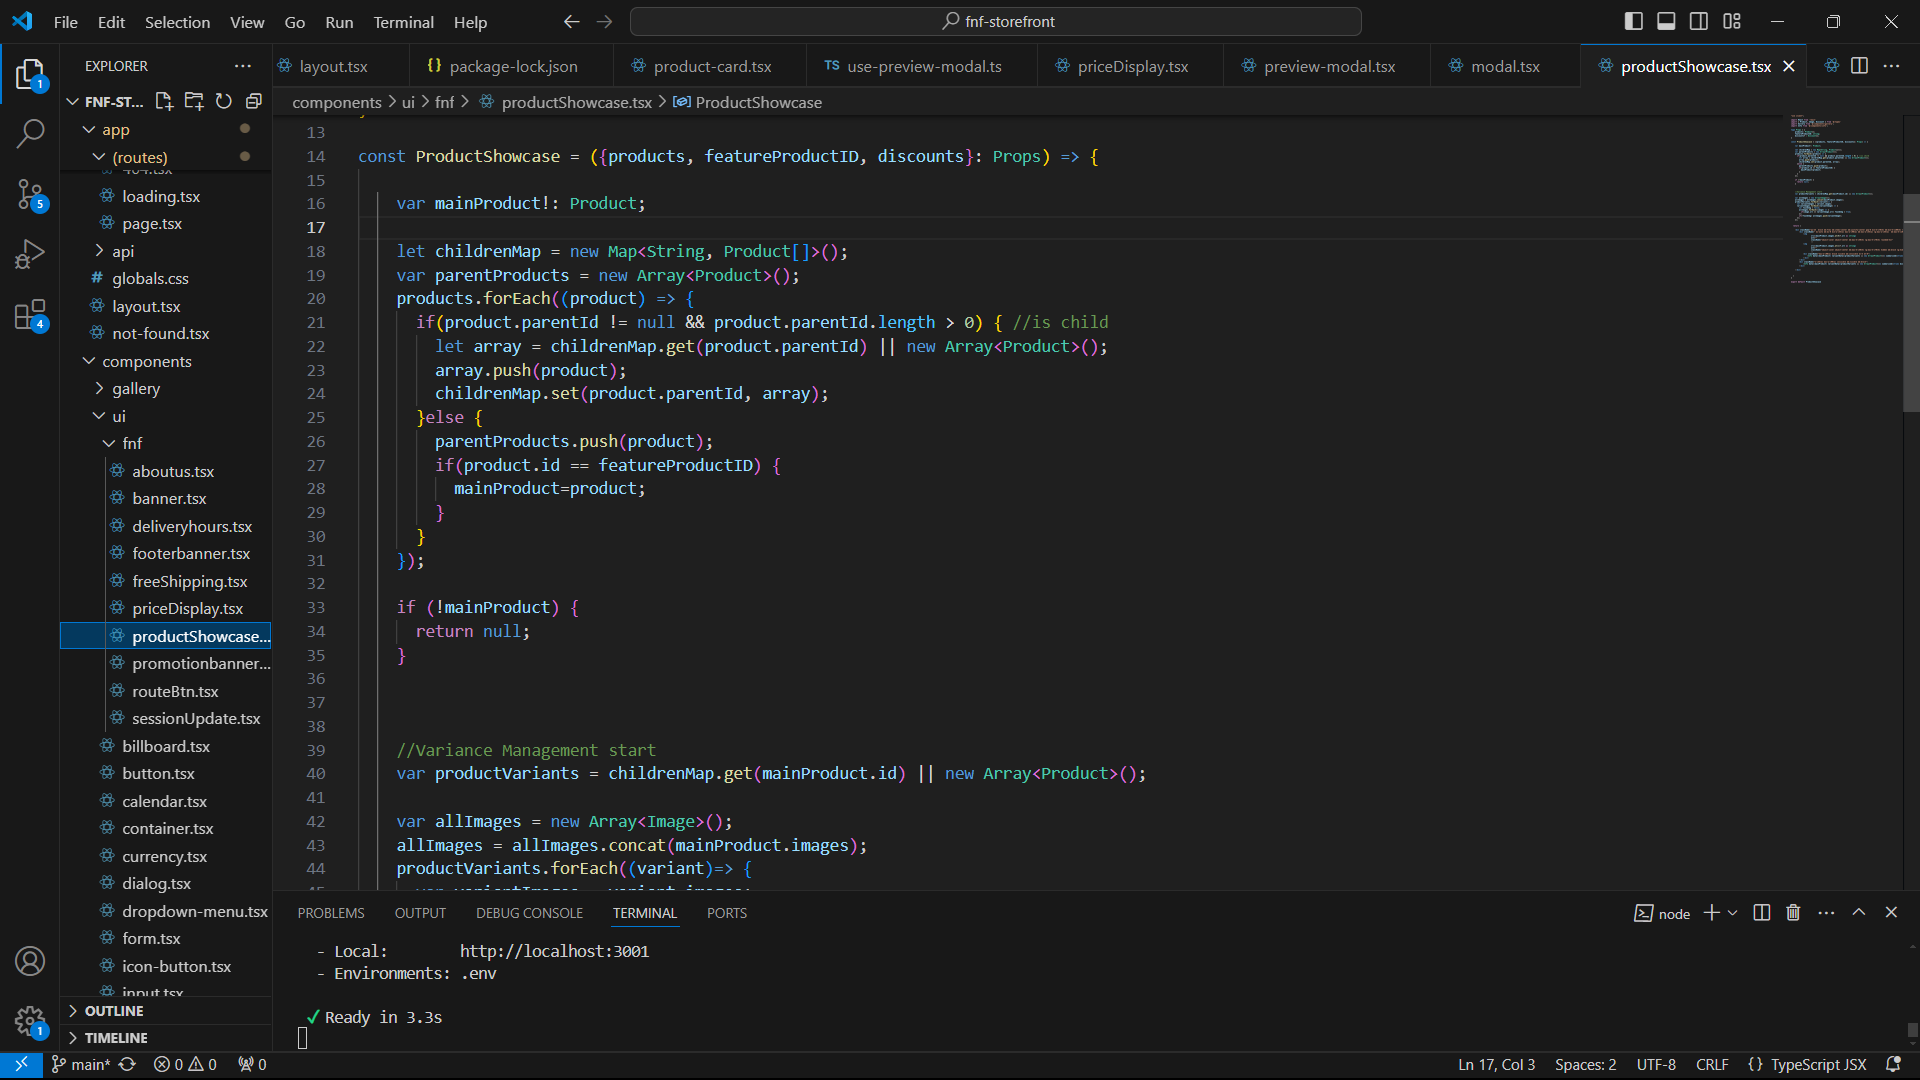 File Edit Selection View Go Run Terminal Help
fnf-storefront
EXPLORER
layout.tsx
{} package-lock.json
product-card.tsx
TS use-preview-modal.ts
priceDisplay.tsx
preview-modal.tsx
modal.tsx
productShowcase.tsx
FNF-ST...
components > ui > fnf > productShowcase.tsx > ProductShowcase
app
(routes)
404.tsx
loading.tsx
page.tsx
api
# globals.css
layout.tsx
not-found.tsx
components
gallery
ui
fnf
aboutus.tsx
banner.tsx
deliveryhours.tsx
footerbanner.tsx
freeShipping.tsx
priceDisplay.tsx
productShowcase...
promotionbanner...
routeBtn.tsx
sessionUpdate.tsx
billboard.tsx
button.tsx
calendar.tsx
container.tsx
currency.tsx
dialog.tsx
dropdown-menu.tsx
form.tsx
icon-button.tsx
input.tsx
OUTLINE
TIMELINE
1
5
4
1
13
14 const ProductShowcase = ({products, featureProductID, discounts}: Props) => {
15
16 var mainProduct!: Product;
17
18 let childrenMap = new Map<String, Product[]>();
19 var parentProducts = new Array<Product>();
20 products.forEach((product) => {
21 if(product.parentId != null && product.parentId.length > 0) { //is child
22 let array = childrenMap.get(product.parentId) || new Array<Product>();
23 array.push(product);
24 childrenMap.set(product.parentId, array);
25 }else {
26 parentProducts.push(product);
27 if(product.id == featureProductID) {
28 mainProduct=product;
29 }
30 }
31 });
32
33 if (!mainProduct) {
34 return null;
35 }
36
37
38
39 //Variance Management start
40 var productVariants = childrenMap.get(mainProduct.id) || new Array<Product>();
41
42 var allImages = new Array<Image>();
43 allImages = allImages.concat(mainProduct.images);
44 productVariants.forEach((variant)=> {
45 var variantImages = variant.images;
PROBLEMS OUTPUT DEBUG CONSOLE TERMINAL PORTS
node
- Local: http://localhost:3001
- Environments: .env
✓ Ready in 3.3s
main* 0 0 0
Ln 17, Col 3 Spaces: 2 UTF-8 CRLF {} TypeScript JSX